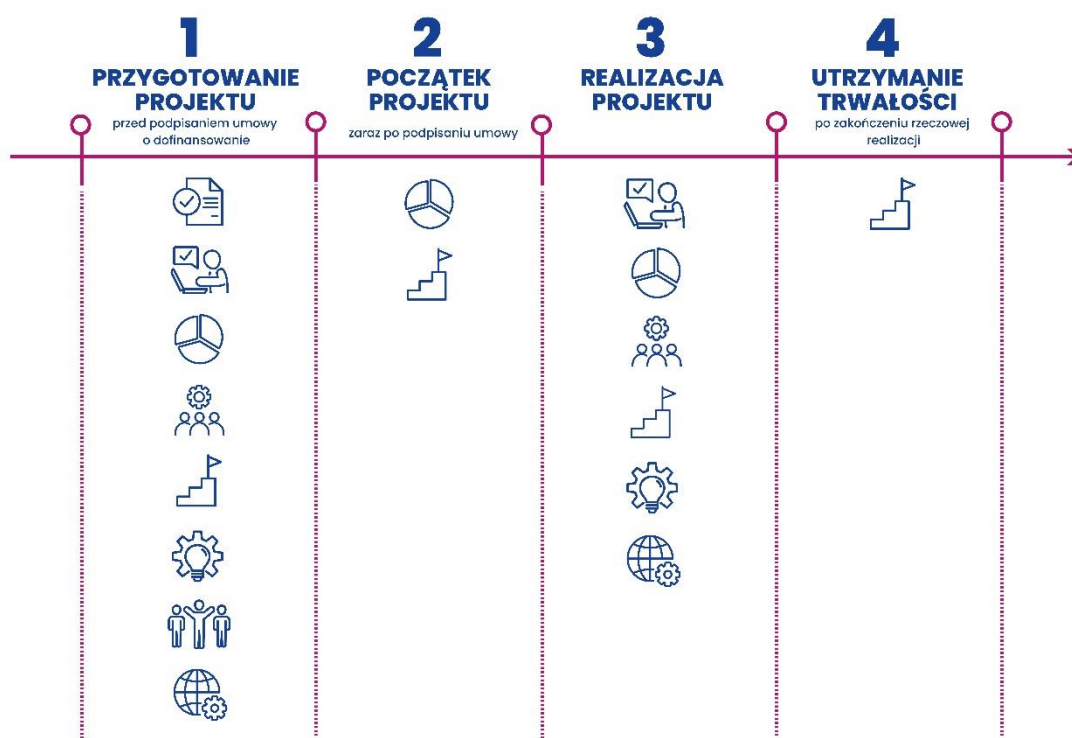 1
PRZYGOTOWANIE
PROJEKTU
przed podpisaniem umowy
o dofinansowanie
2
POCZĄTEK
PROJEKTU
zaraz po podpisaniu umowy
3
REALIZACJA
PROJEKTU
4
UTRZYMANIE
TRWAŁOŚCI
po zakończeniu rzeczowej
realizacji